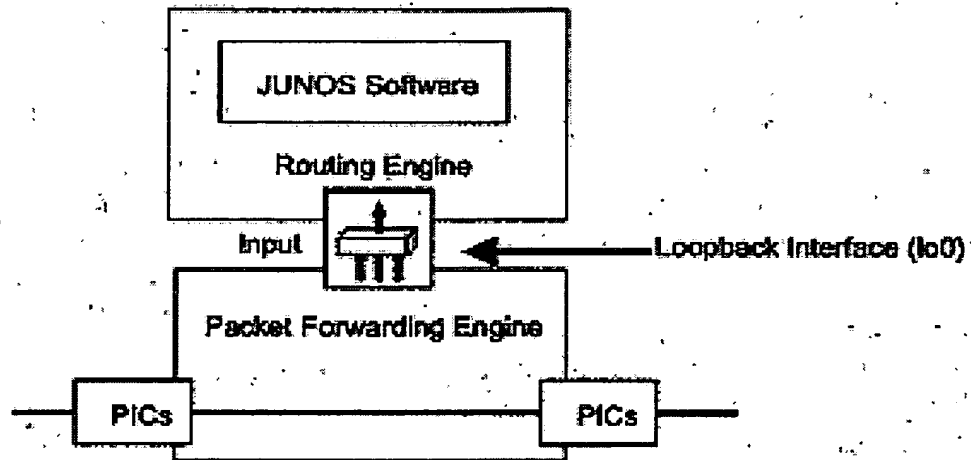 JUNOS Software
Routing Engine
Input
Loopback Interface (lo0)
Packet Forwarding Engine
PICs
PICs